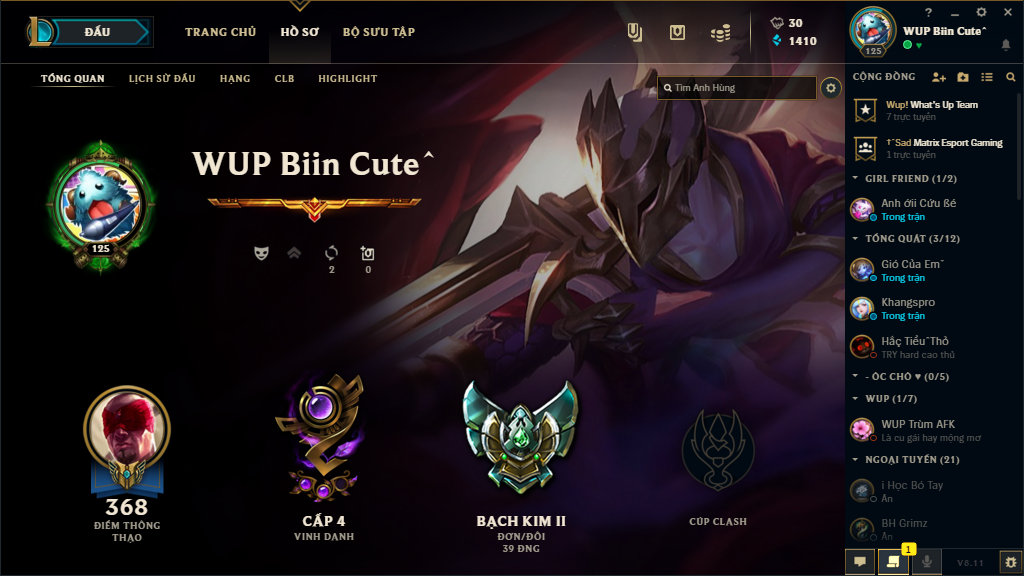 ĐẤU
TRANG CHỦ
HỒ SƠ
BỘ SƯU TẬP
30
1410
TỔNG QUAN
LỊCH SỬ ĐẤU
HẠNG
CLB
HIGHLIGHT
Tìm Anh Hùng
WUP Biin Cuteˆ
125
2
0
368
ĐIỂM THÔNG
THẠO
CẤP 4
VINH DANH
BẠCH KIM II
ĐƠN/ĐÔI
39 ĐNG
CÚP CLASH
?
WUP Biin Cuteˆ
125
CỘNG ĐỒNG
Wup! What's Up Team
7 trực tuyến
†ˆSad Matrix Esport Gaming
1 trực tuyến
GIRL FRIEND (1/2)
Anh ơii Cứu ßé
Trong trận
TỔNG QUÁT (3/12)
Gió Của Emˆ
Trong trận
Khangspro
Trong trận
Hắç TiểuˆThỏ
TRY hard cao thủ
- ÓC CHÓ ♥ (0/5)
WUP (1/7)
WUP Trùm AFK
Là cu gái hay mộng mơ
NGOẠI TUYẾN (21)
i Học Bó Tay
Ẩn
BH Grimz
Ẩn
1
V8.11